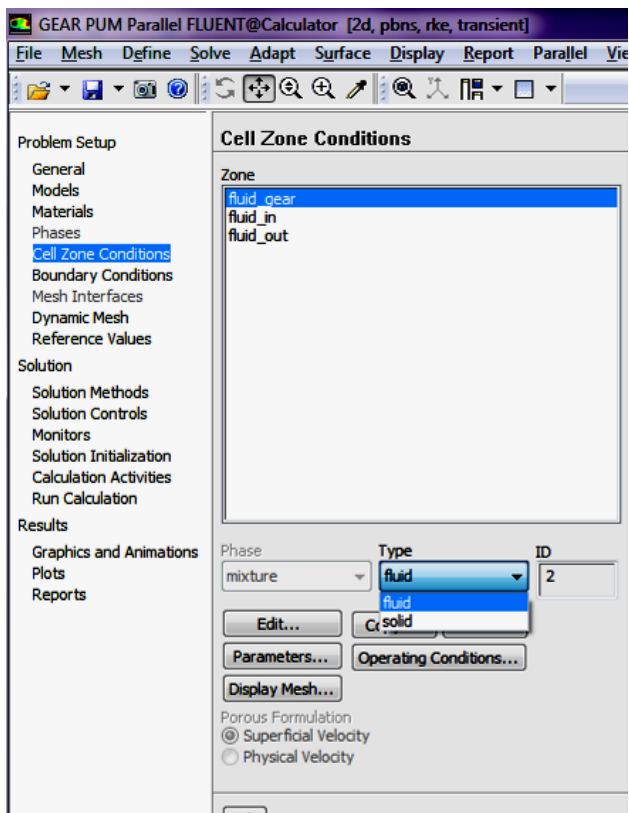 GEAR PUM Parallel FLUENT@Calculator [2d, pbns, rke, transient]
File Mesh Define Solve Adapt Surface Display Report Parallel Vie
Problem Setup
General
Models
Materials
Phases
Cell Zone Conditions
Boundary Conditions
Mesh Interfaces
Dynamic Mesh
Reference Values
Solution
Solution Methods
Solution Controls
Monitors
Solution Initialization
Calculation Activities
Run Calculation
Results
Graphics and Animations
Plots
Reports
Cell Zone Conditions
Zone
fluid_gear
fluid_in
fluid_out
Phase Type ID
mixture fluid 2
fluid
solid
Edit...
Parameters... Operating Conditions...
Display Mesh...
Porous Formulation
Superficial Velocity
Physical Velocity